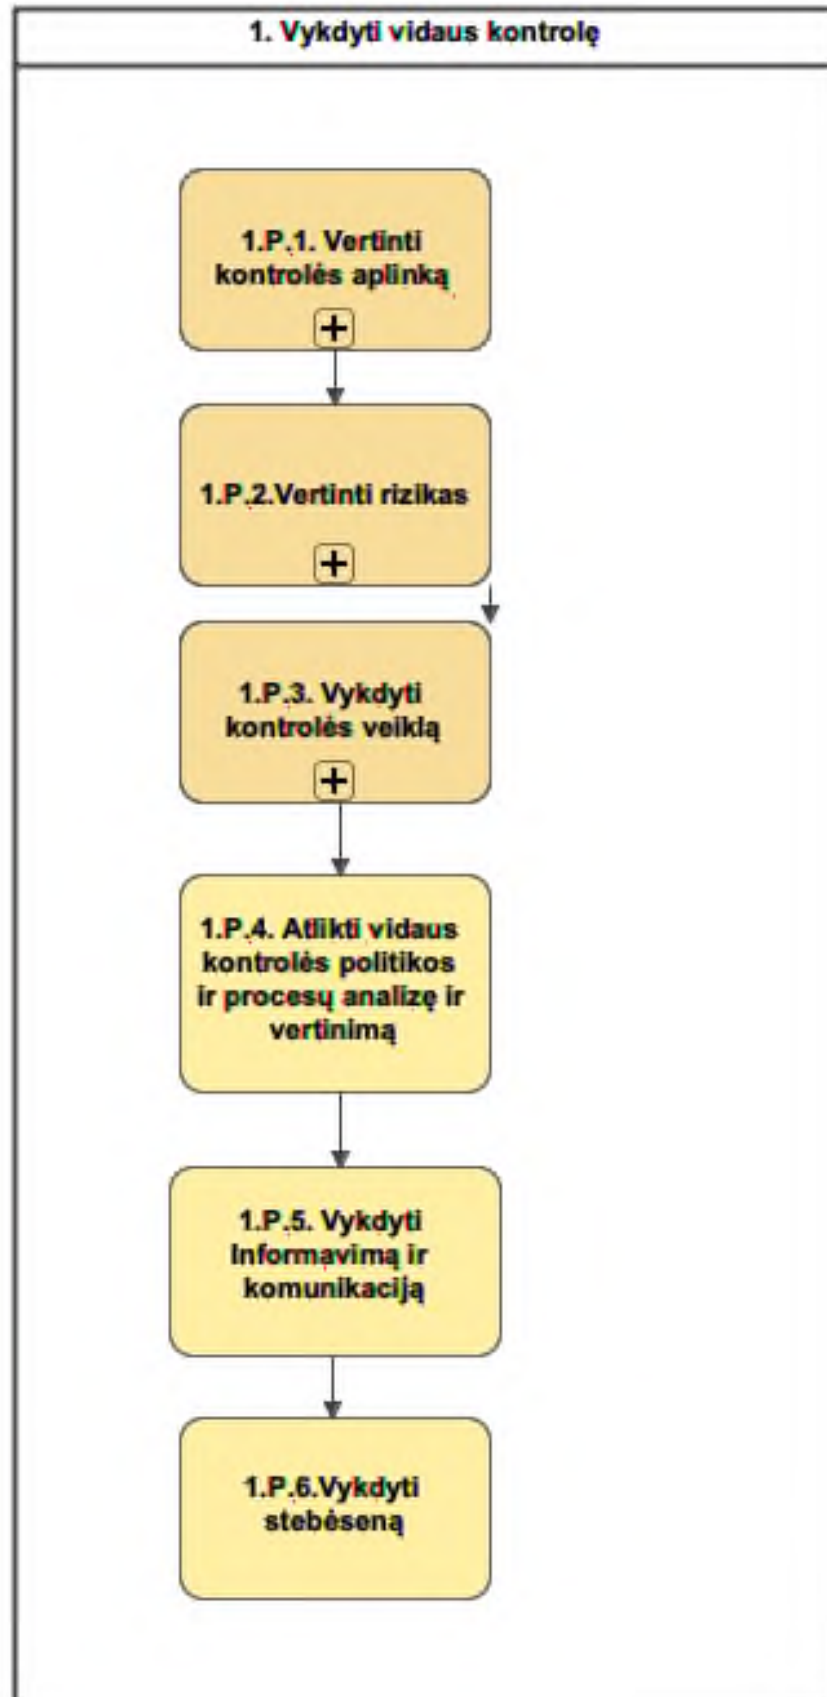 1. Vykdyti vidaus kontrolę
1.P.1. Vertinti
kontrolės aplinką
1.P.2.Vertinti rizikas
1.P.3. Vykdyti
kontrolės veiklą
1.P.4. Atlikti vidaus
kontrolės politikos
ir procesų analizę ir
vertinimą
1.P.5. Vykdyti
Informavimą ir
komunikaciją
1.P.6.Vykdyti
stebėseną